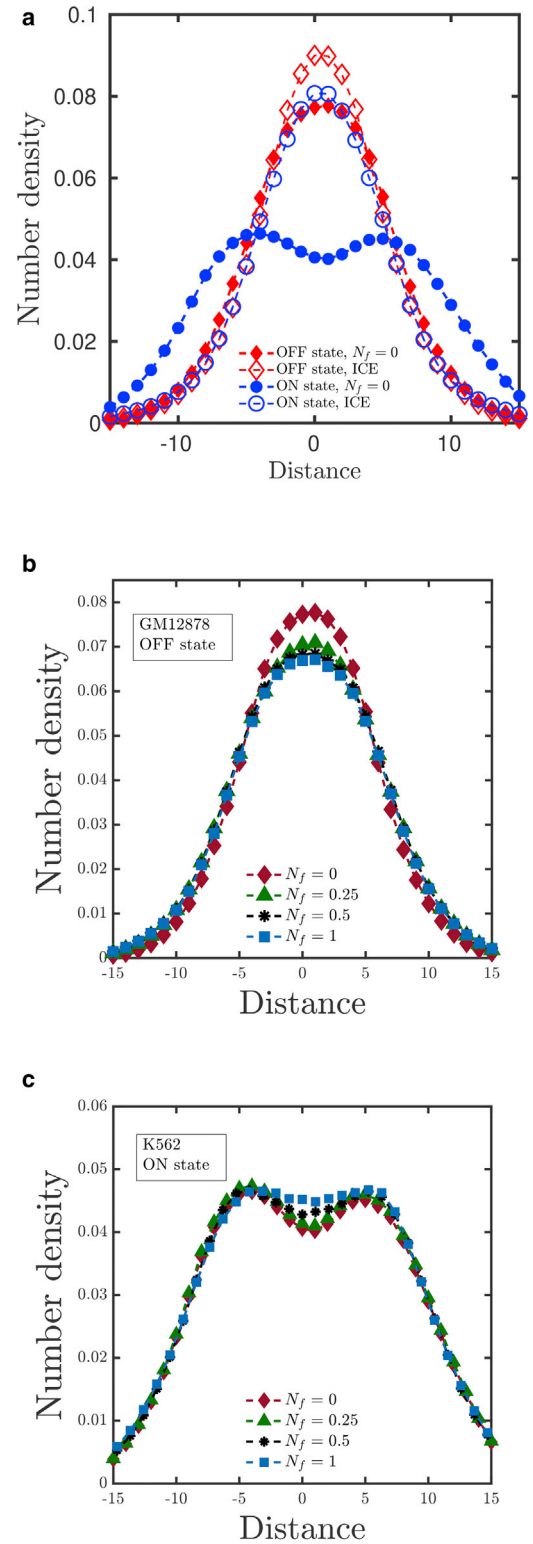 a
0.1
0.08
0.06
0.04
0.02
0
Number density
OFF state, N_f = 0
OFF state, ICE
ON state, N_f = 0
ON state, ICE
-10 0 10
Distance
b
0.08
0.07
0.06
0.05
0.04
0.03
0.02
0.01
0
Number density
GM12878
OFF state
N_f = 0
N_f = 0.25
N_f = 0.5
N_f = 1
-15 -10 -5 0 5 10 15
Distance
c
0.06
0.05
0.04
0.03
0.02
0.01
0
Number density
K562
ON state
N_f = 0
N_f = 0.25
N_f = 0.5
N_f = 1
-15 -10 -5 0 5 10 15
Distance